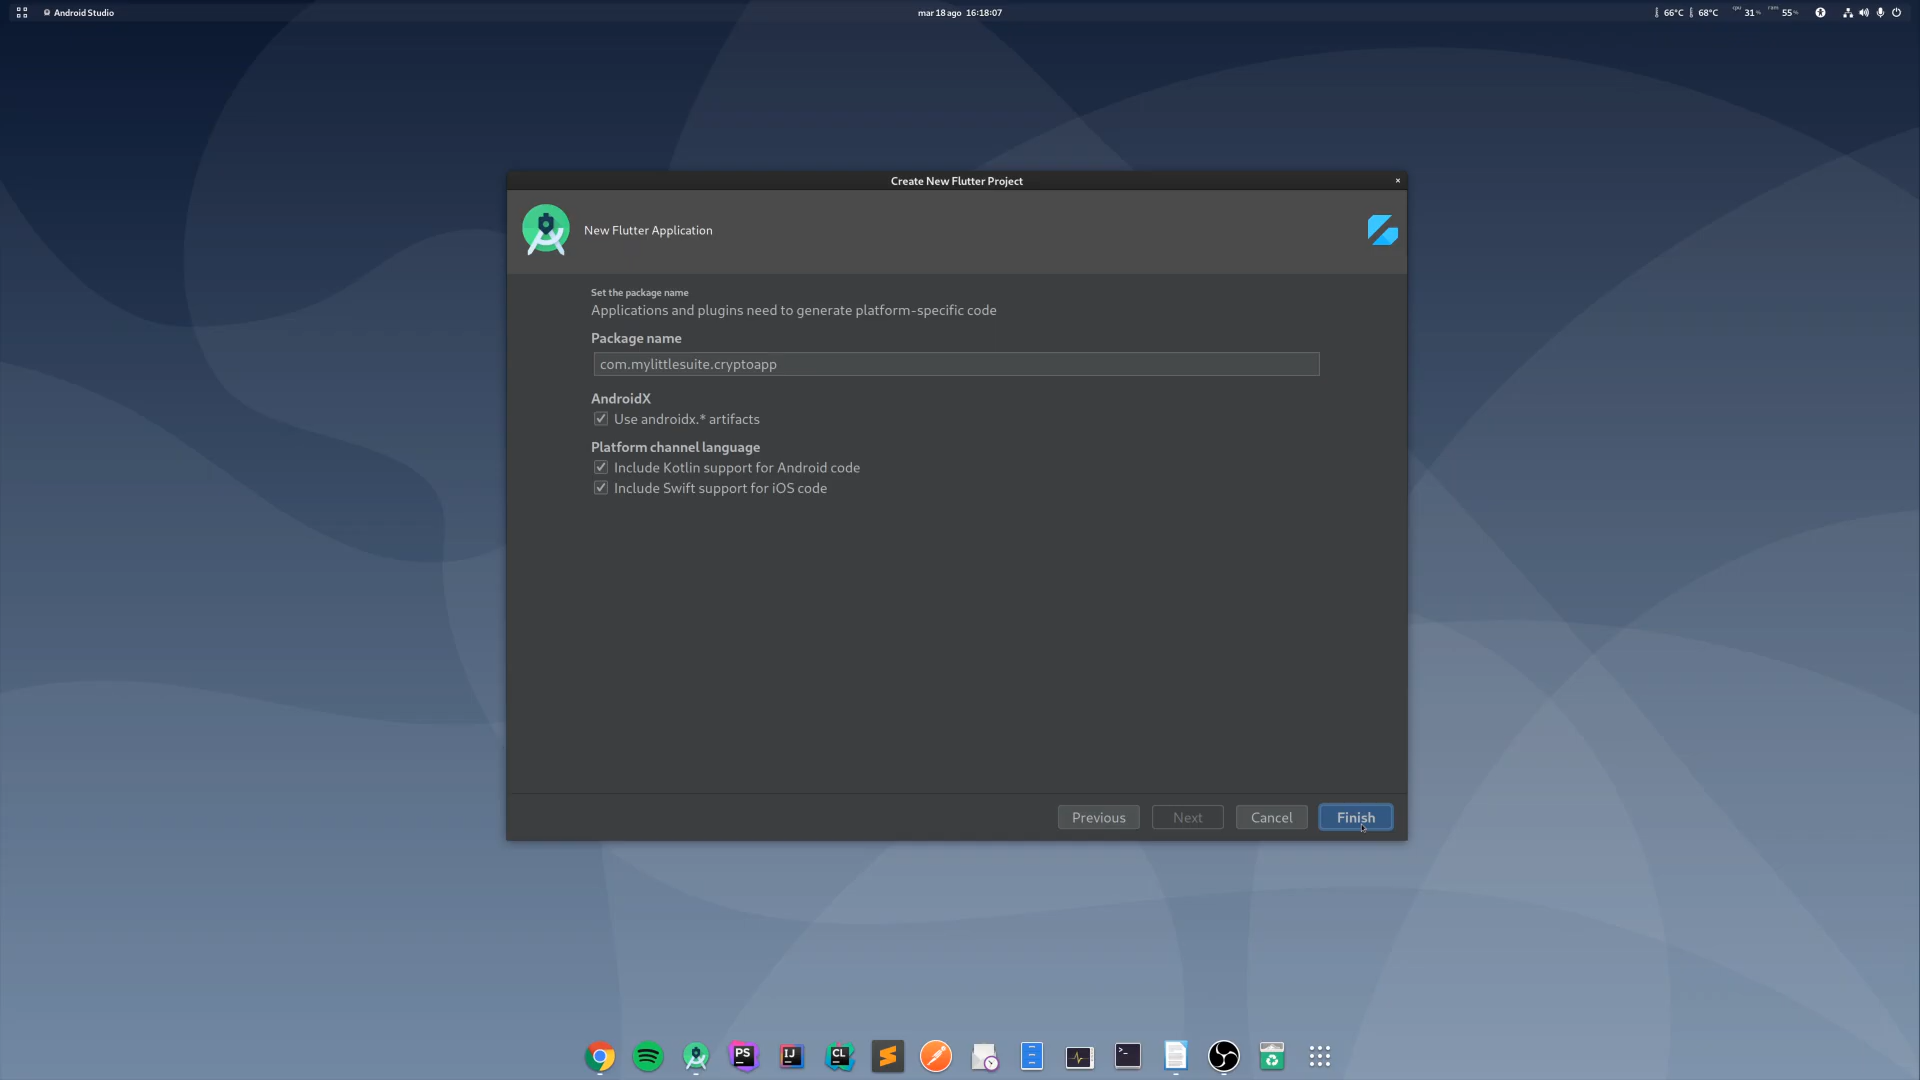 Android Studio
mar 18 ago 16:18:07
66°C 68°C cpu 31% ram 55%
Create New Flutter Project
New Flutter Application
Set the package name
Applications and plugins need to generate platform-specific code
Package name
com.mylittlesuite.cryptoapp
AndroidX
Use androidx.* artifacts
Platform channel language
Include Kotlin support for Android code
Include Swift support for iOS code
Previous
Next
Cancel
Finish
PS
IJ
CL
>_